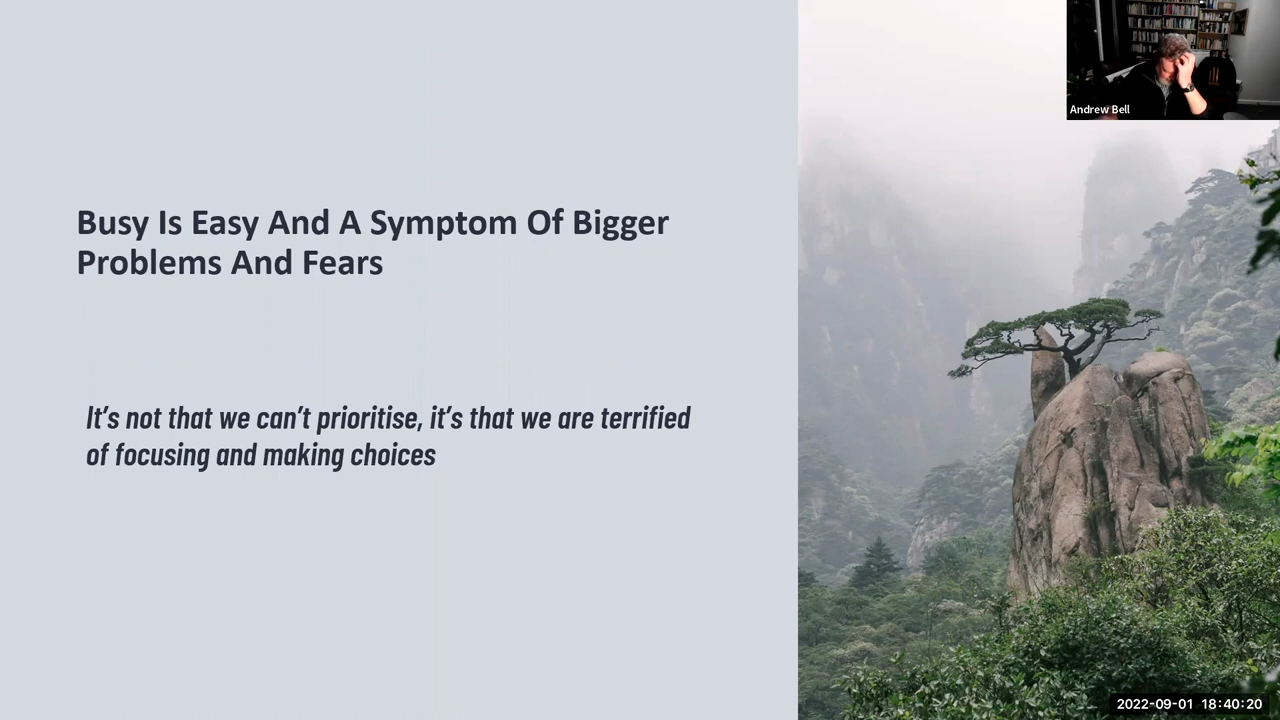 Busy Is Easy And A Symptom Of Bigger
Problems And Fears
It’s not that we can’t prioritise, it’s that we are terrified
of focusing and making choices
Andrew Bell
2022-09-01 18:40:20